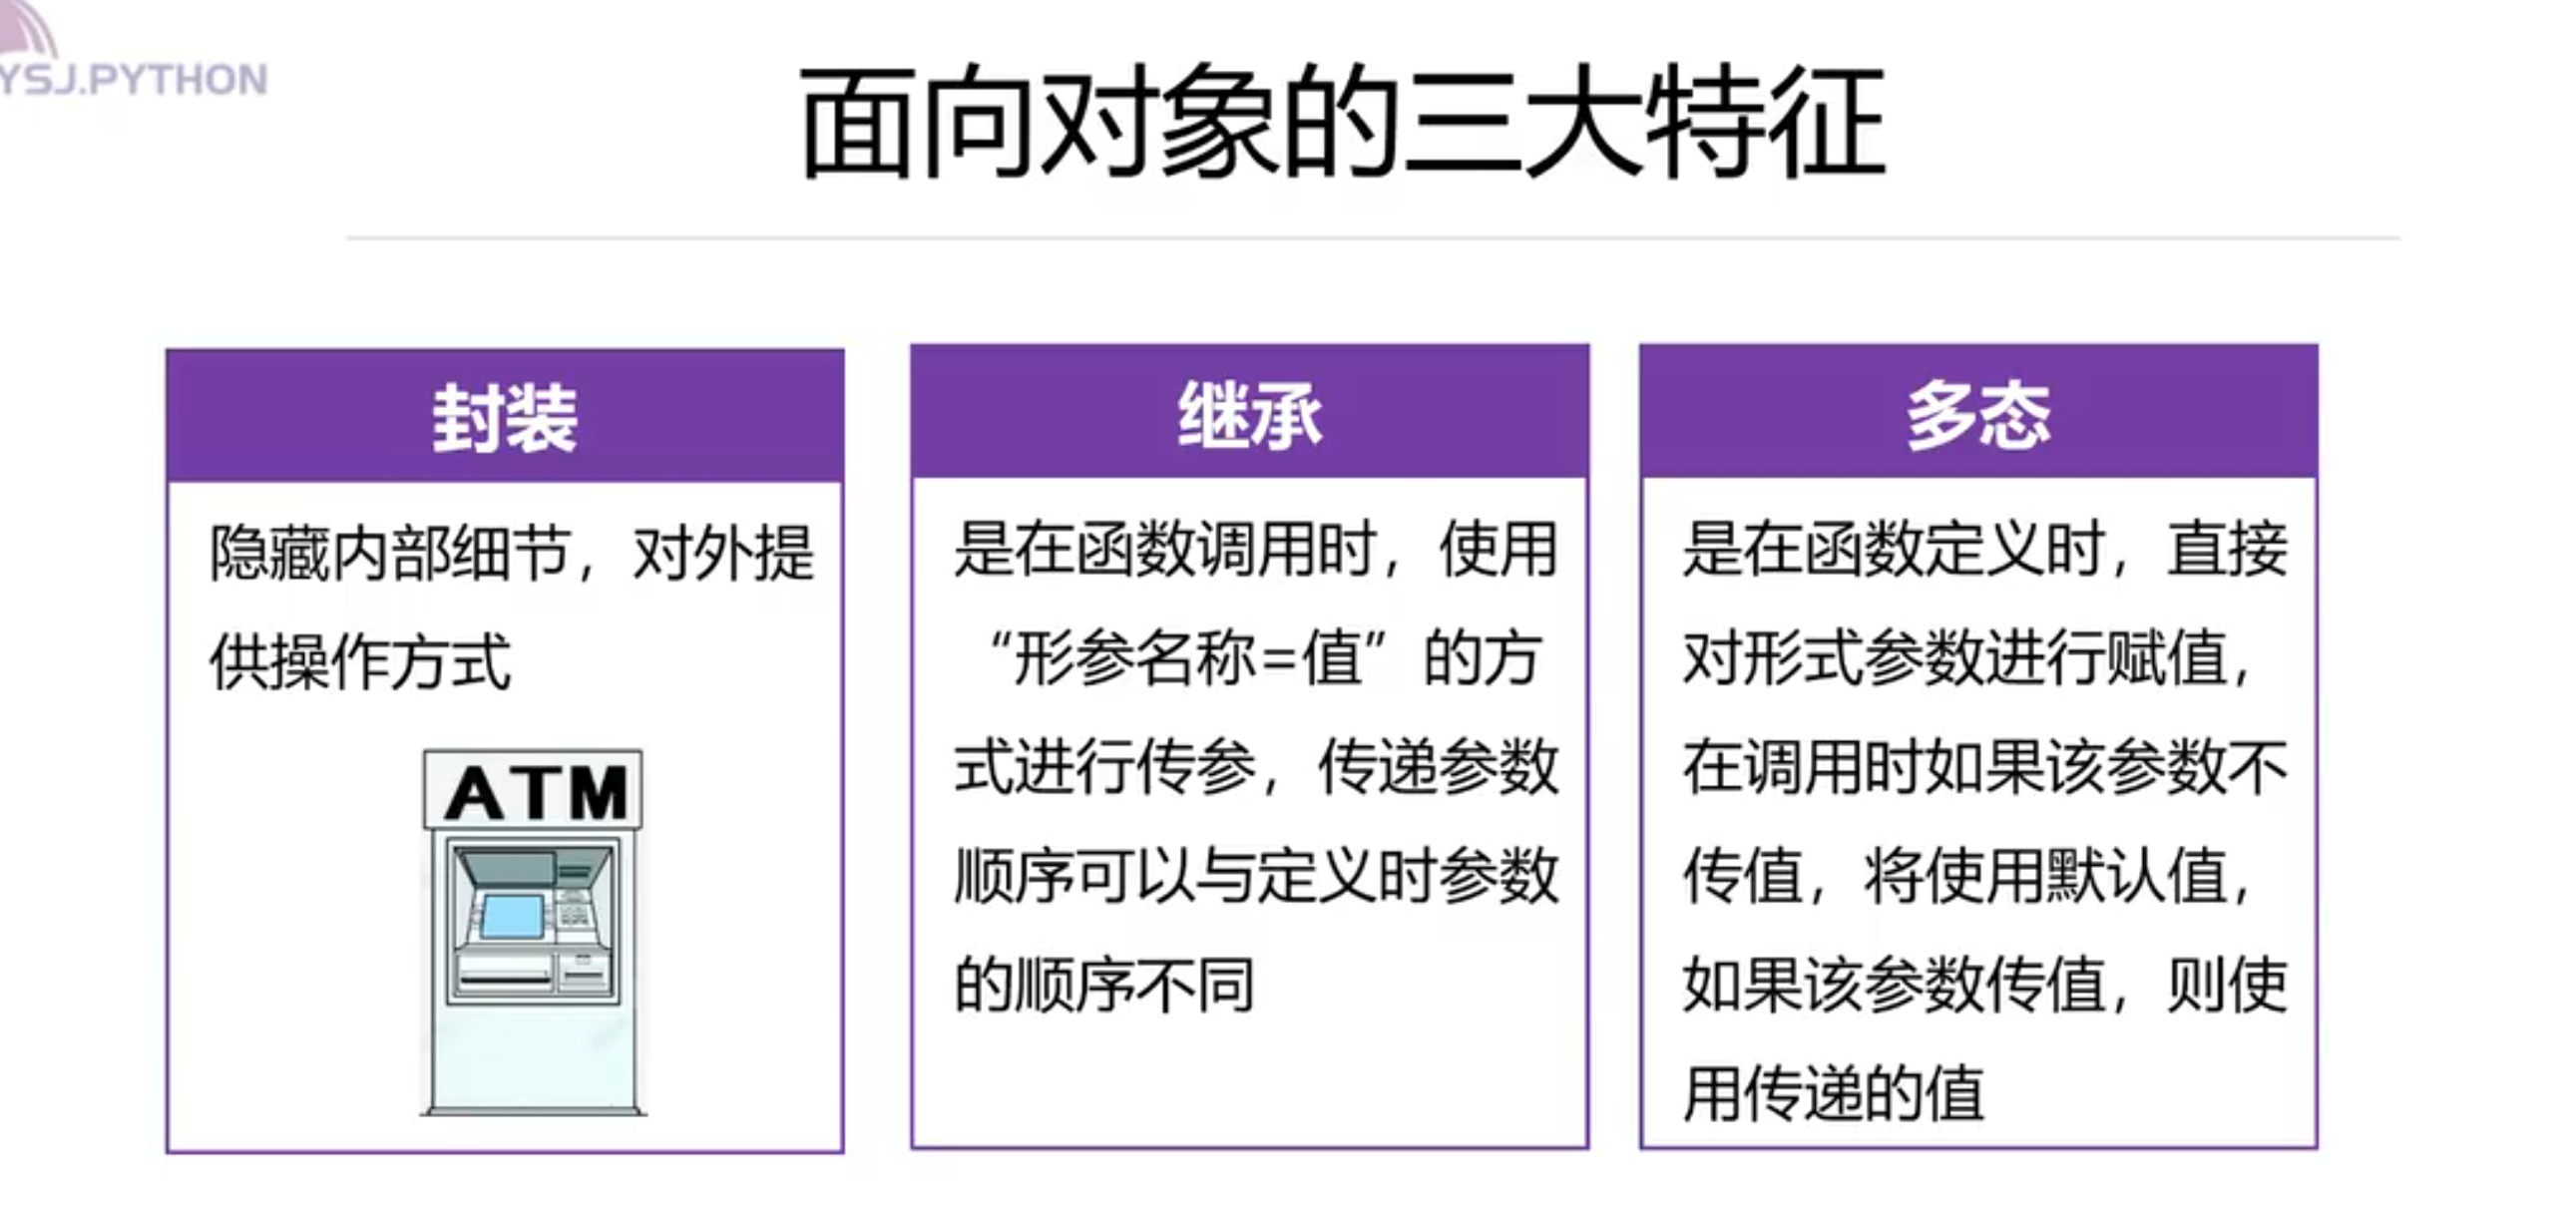 YSJ.PYTHON
面向对象的三大特征
封装
隐藏内部细节，对外提
供操作方式
ATM
继承
是在函数调用时，使用
“形参名称=值”的方
式进行传参，传递参数
顺序可以与定义时参数
的顺序不同
多态
是在函数定义时，直接
对形式参数进行赋值，
在调用时如果该参数不
传值，将使用默认值，
如果该参数传值，则使
用传递的值